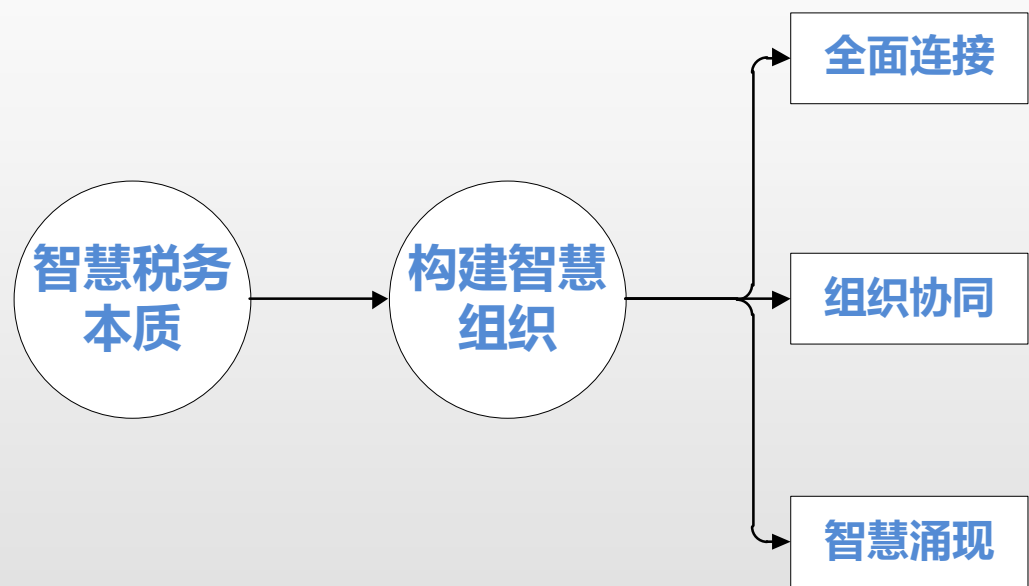 智慧税务
本质
构建智慧
组织
全面连接
组织协同
智慧涌现